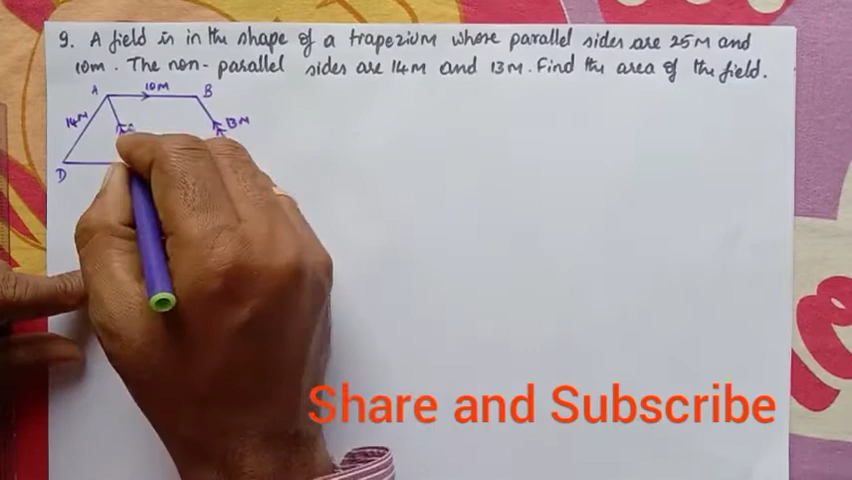 9. A field is in the shape of a trapezium whose parallel sides are 25M and
10m. The non-parallel sides are 14M and 13M. Find the area of the field.
A 10M B
14M 13M
D
Share and Subscribe